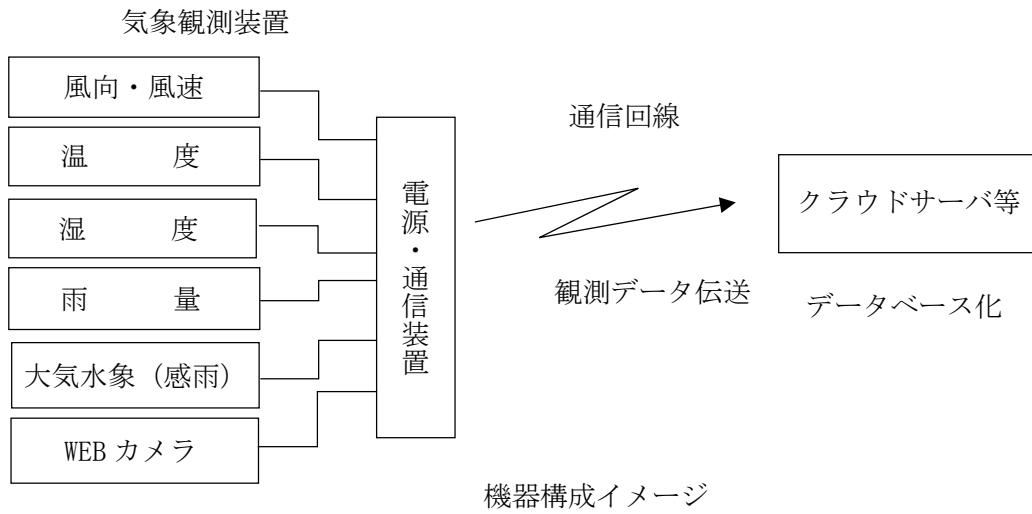 気象観測装置
風向・風速
温　　　度
湿　　　度
雨　　　量
大気水象（感雨）
WEB カメラ
電源・通信装置
通信回線
観測データ伝送
クラウドサーバ等
データベース化
機器構成イメージ